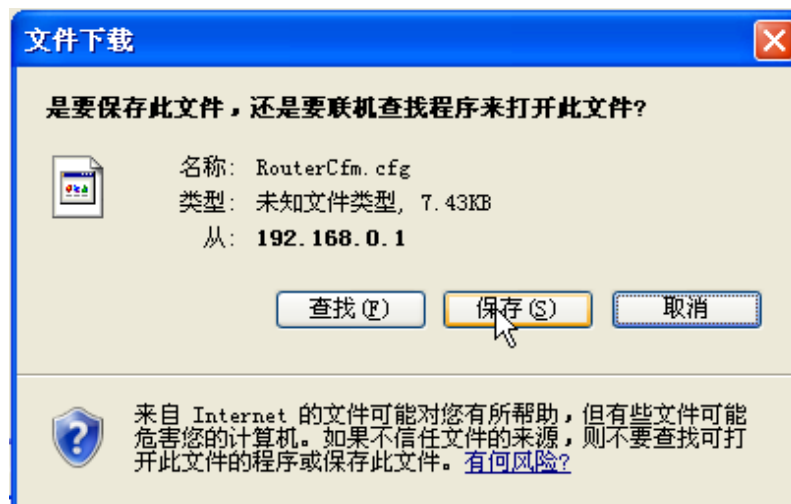 文件下载
是要保存此文件，还是要联机查找程序来打开此文件?
名称: RouterCfm.cfg
类型: 未知文件类型, 7.43KB
从: 192.168.0.1
查找(F) 保存(S) 取消
来自 Internet 的文件可能对您有所帮助，但有些文件可能
危害您的计算机。如果不信任文件的来源，则不要查找可打
开此文件的程序或保存此文件。有何风险?